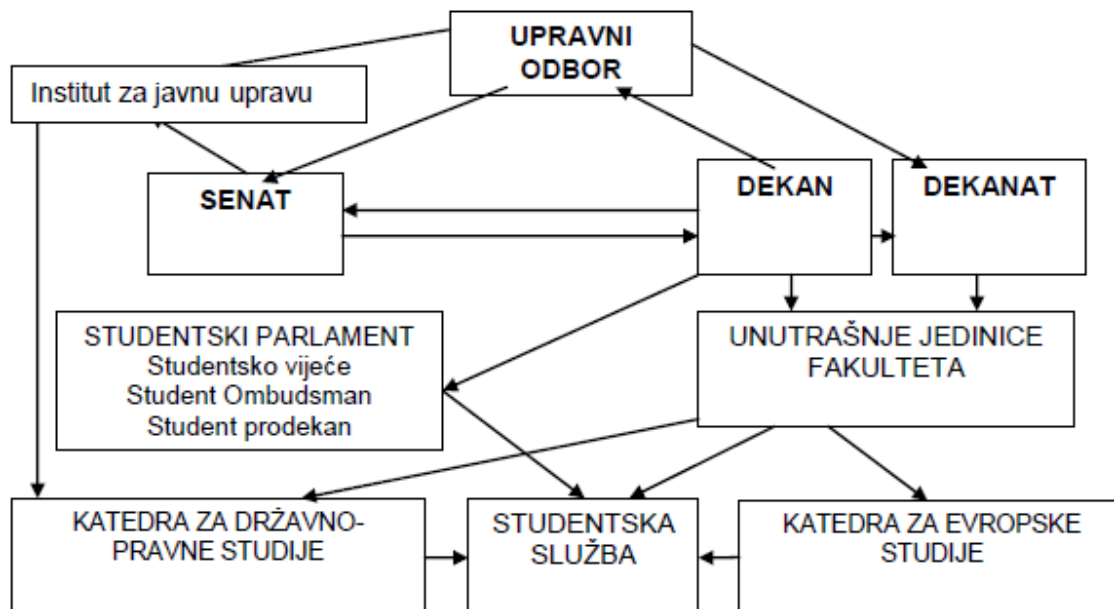 UPRAVNI
ODBOR
Institut za javnu upravu
SENAT
DEKAN
DEKANAT
STUDENTSKI PARLAMENT
Studentsko vijeće
Student Ombudsman
Student prodekan
UNUTRAŠNJE JEDINICE
FAKULTETA
KATEDRA ZA DRŽAVNO-
PRAVNE STUDIJE
STUDENTSKA
SLUŽBA
KATEDRA ZA EVROPSKE
STUDIJE